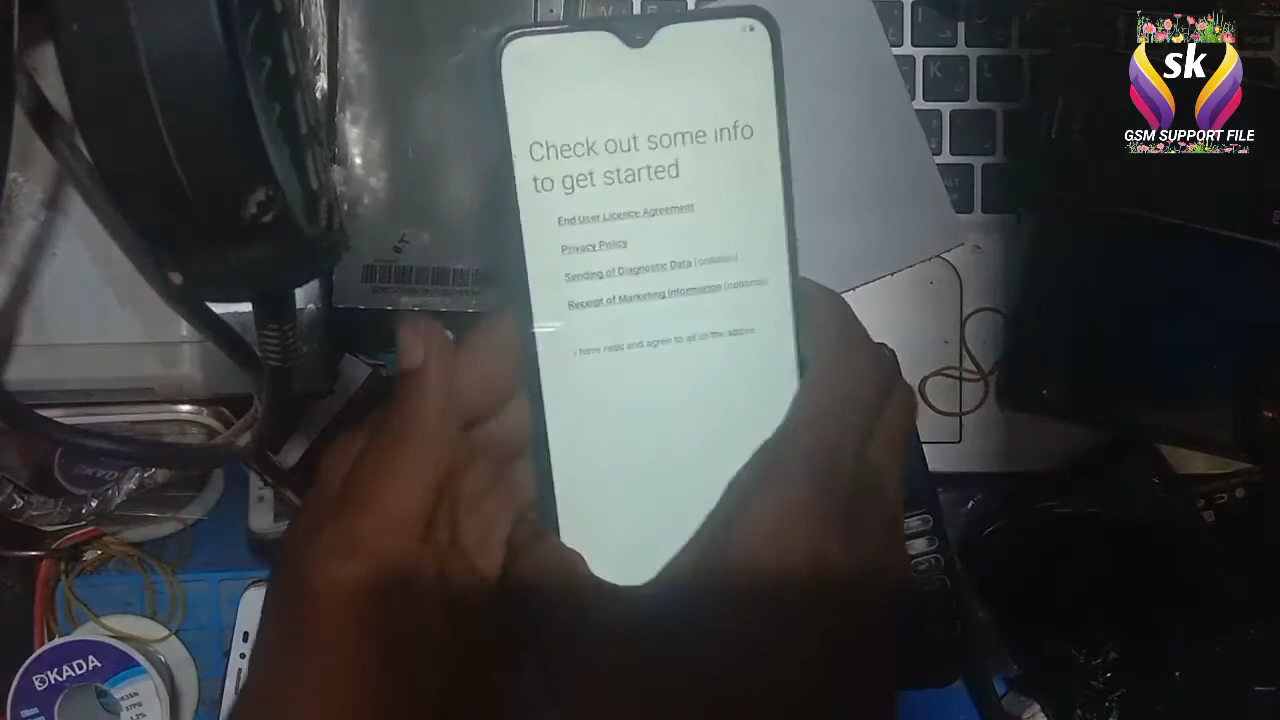 sk
GSM SUPPORT FILE
Check out some info
to get started
End User Licence Agreement
Privacy Policy
Sending of Diagnostic Data (optional)
Receipt of Marketing Information (optional)
I have read and agree to all of the above
K
L
ALT
OKADA